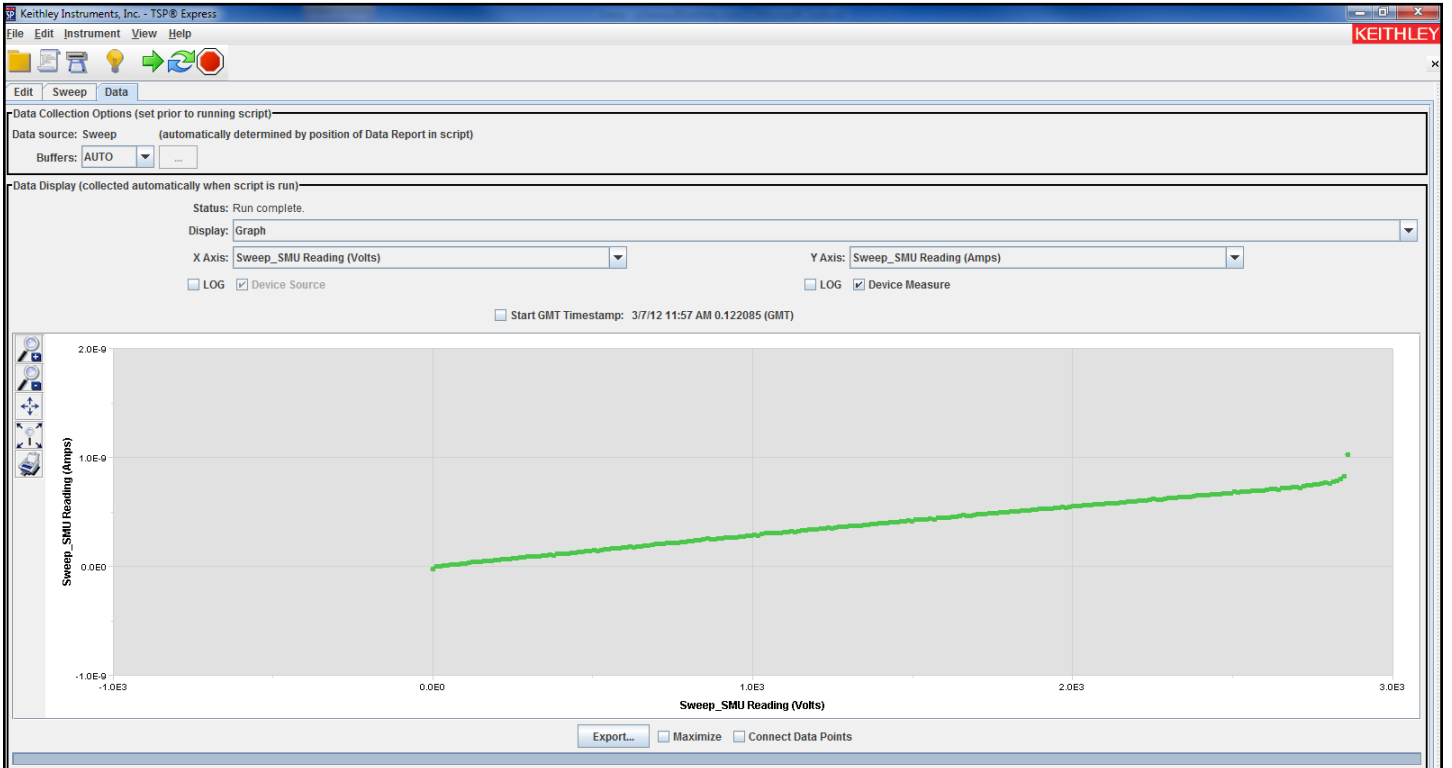 Keithley Instruments, Inc. - TSP® Express
File Edit Instrument View Help
KEITHLEY
Edit Sweep Data
Data Collection Options (set prior to running script)
Data source: Sweep (automatically determined by position of Data Report in script)
Buffers: AUTO ...
Data Display (collected automatically when script is run)
Status: Run complete.
Display: Graph
X Axis: Sweep_SMU Reading (Volts) Y Axis: Sweep_SMU Reading (Amps)
LOG Device Source LOG Device Measure
Start GMT Timestamp: 3/7/12 11:57 AM 0.122085 (GMT)
2.0E-9
1.0E-9
0.0E0
-1.0E-9
Sweep_SMU Reading (Amps)
-1.0E3 0.0E0 1.0E3 2.0E3 3.0E3
Sweep_SMU Reading (Volts)
Export... Maximize Connect Data Points